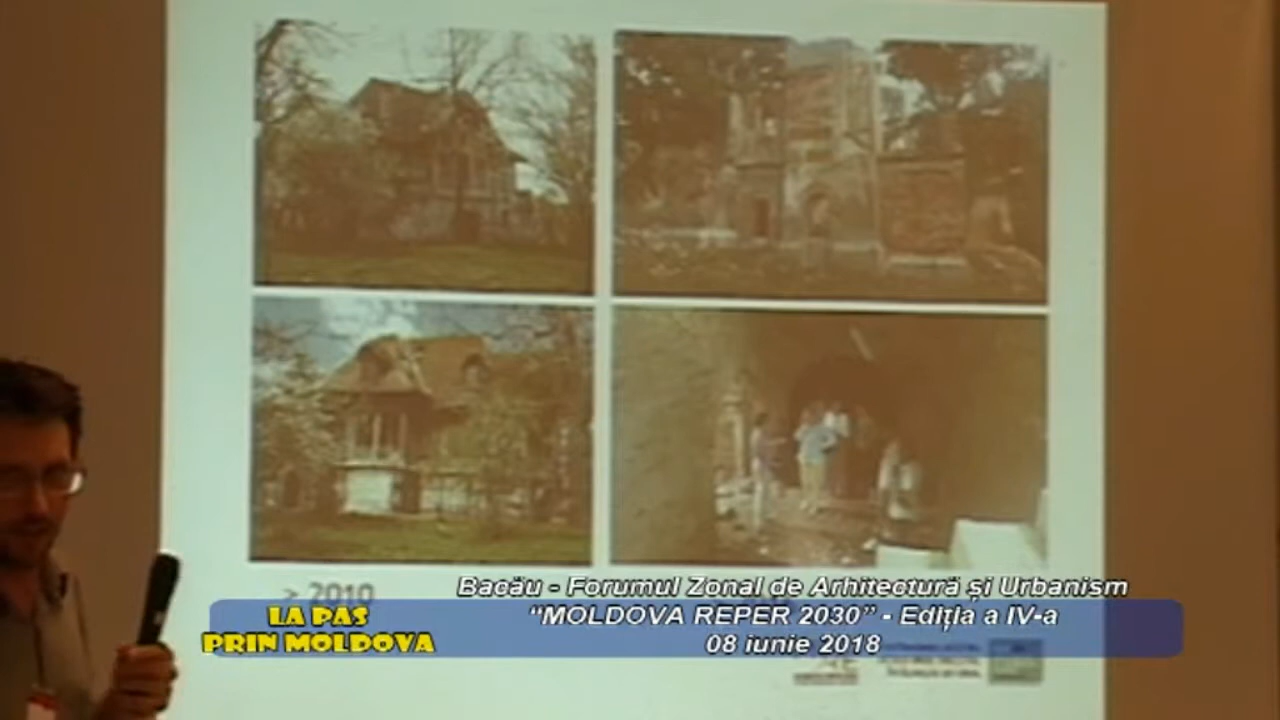 > 2010
Bacău - Forumul Zonal de Arhitectură și Urbanism
LA PAS
PRIN MOLDOVA
“MOLDOVA REPER 2030” - Ediția a IV-a
08 iunie 2018